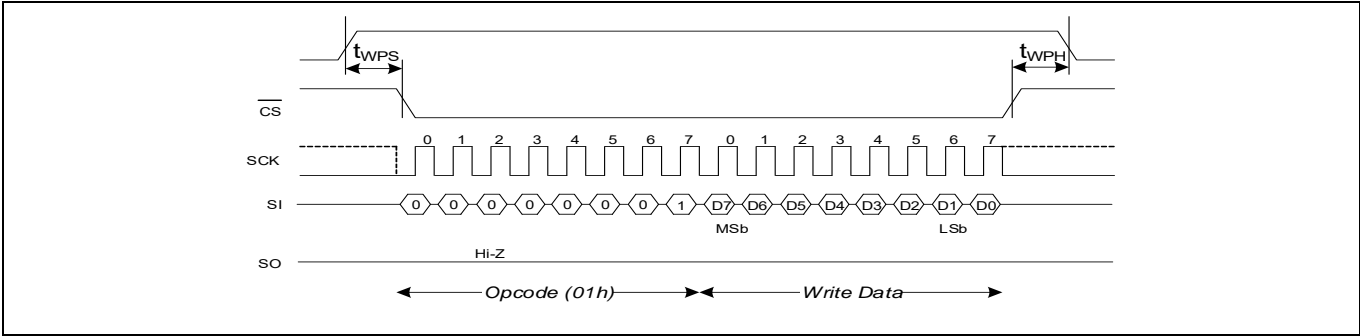 tWPS tWPH
CS
0 1 2 3 4 5 6 7 0 1 2 3 4 5 6 7
SCK
SI 0 0 0 0 0 0 0 1 D7 D6 D5 D4 D3 D2 D1 D0
MSb LSb
Hi-Z
SO
Opcode (01h) Write Data